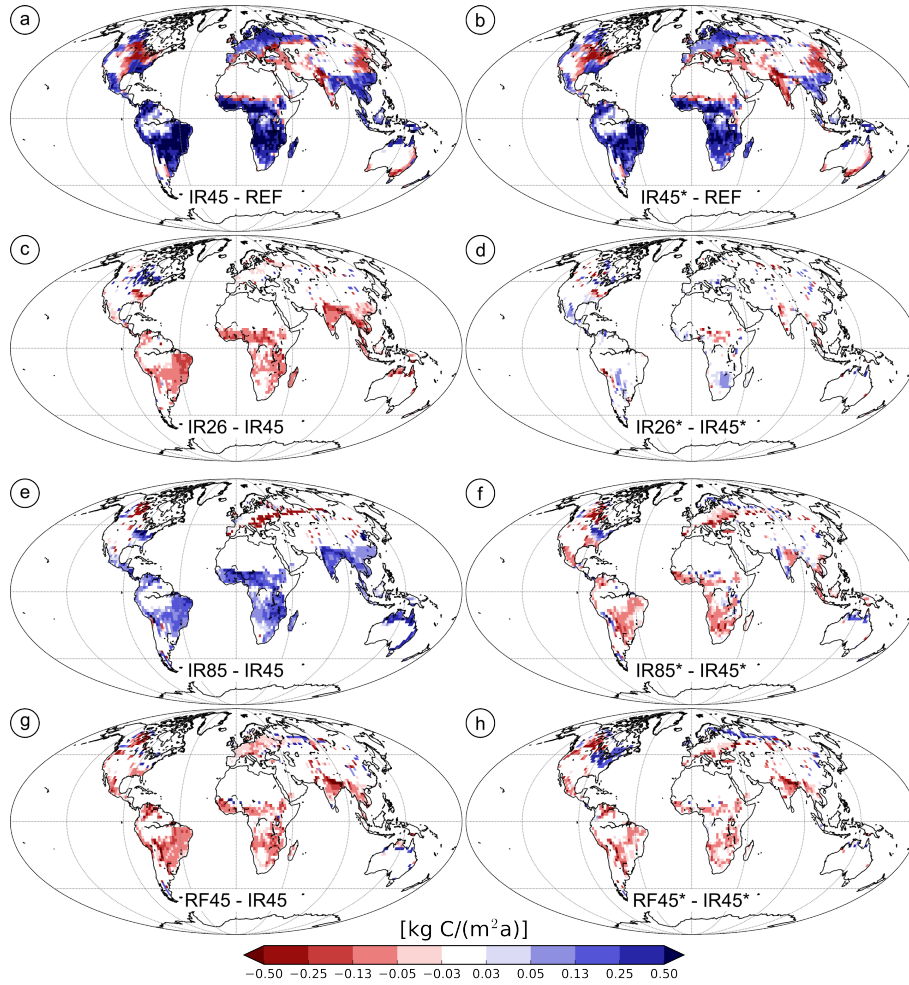 a
b
IR45 - REF
IR45* - REF
c
d
IR26 - IR45
IR26* - IR45*
e
f
IR85 - IR45
IR85* - IR45*
g
h
RF45 - IR45
RF45* - IR45*
[kg C/(m²a)]
−0.50 −0.25 −0.13 −0.05 −0.03 0.03 0.05 0.13 0.25 0.50